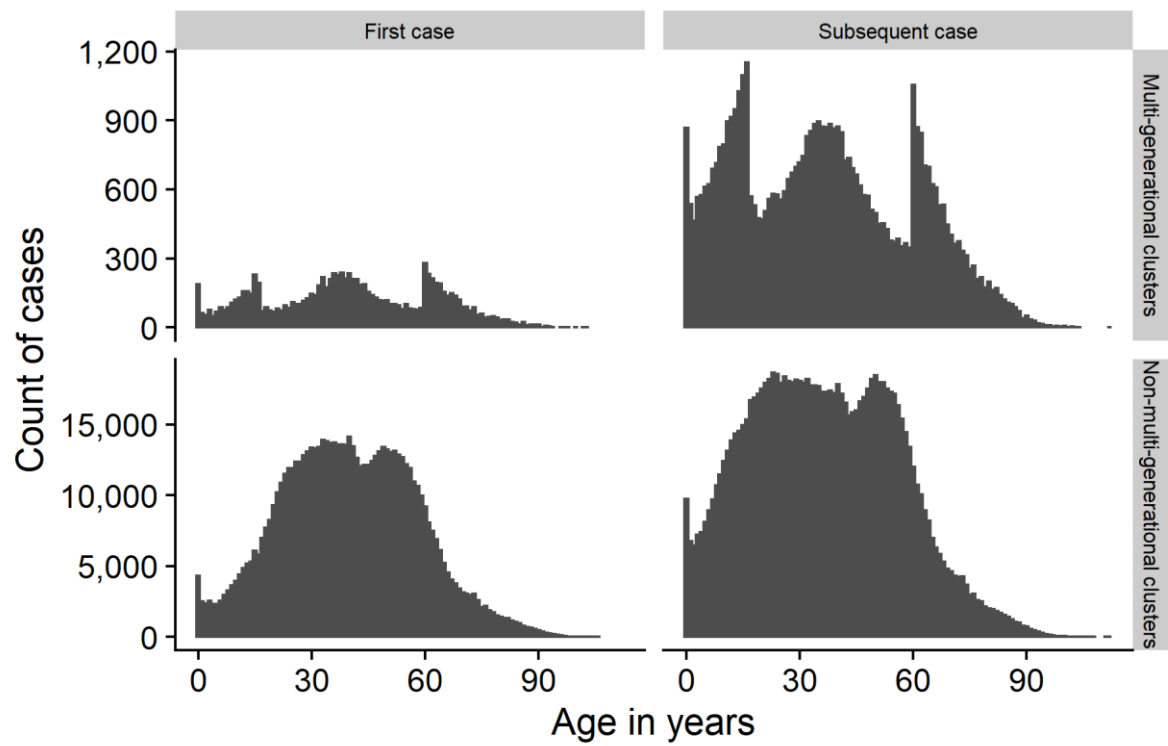 First case
Subsequent case
1,200
900
600
300
0
Multi-generational clusters
15,000
10,000
5,000
0
Non-multi-generational clusters
Count of cases
0 30 60 90
0 30 60 90
Age in years